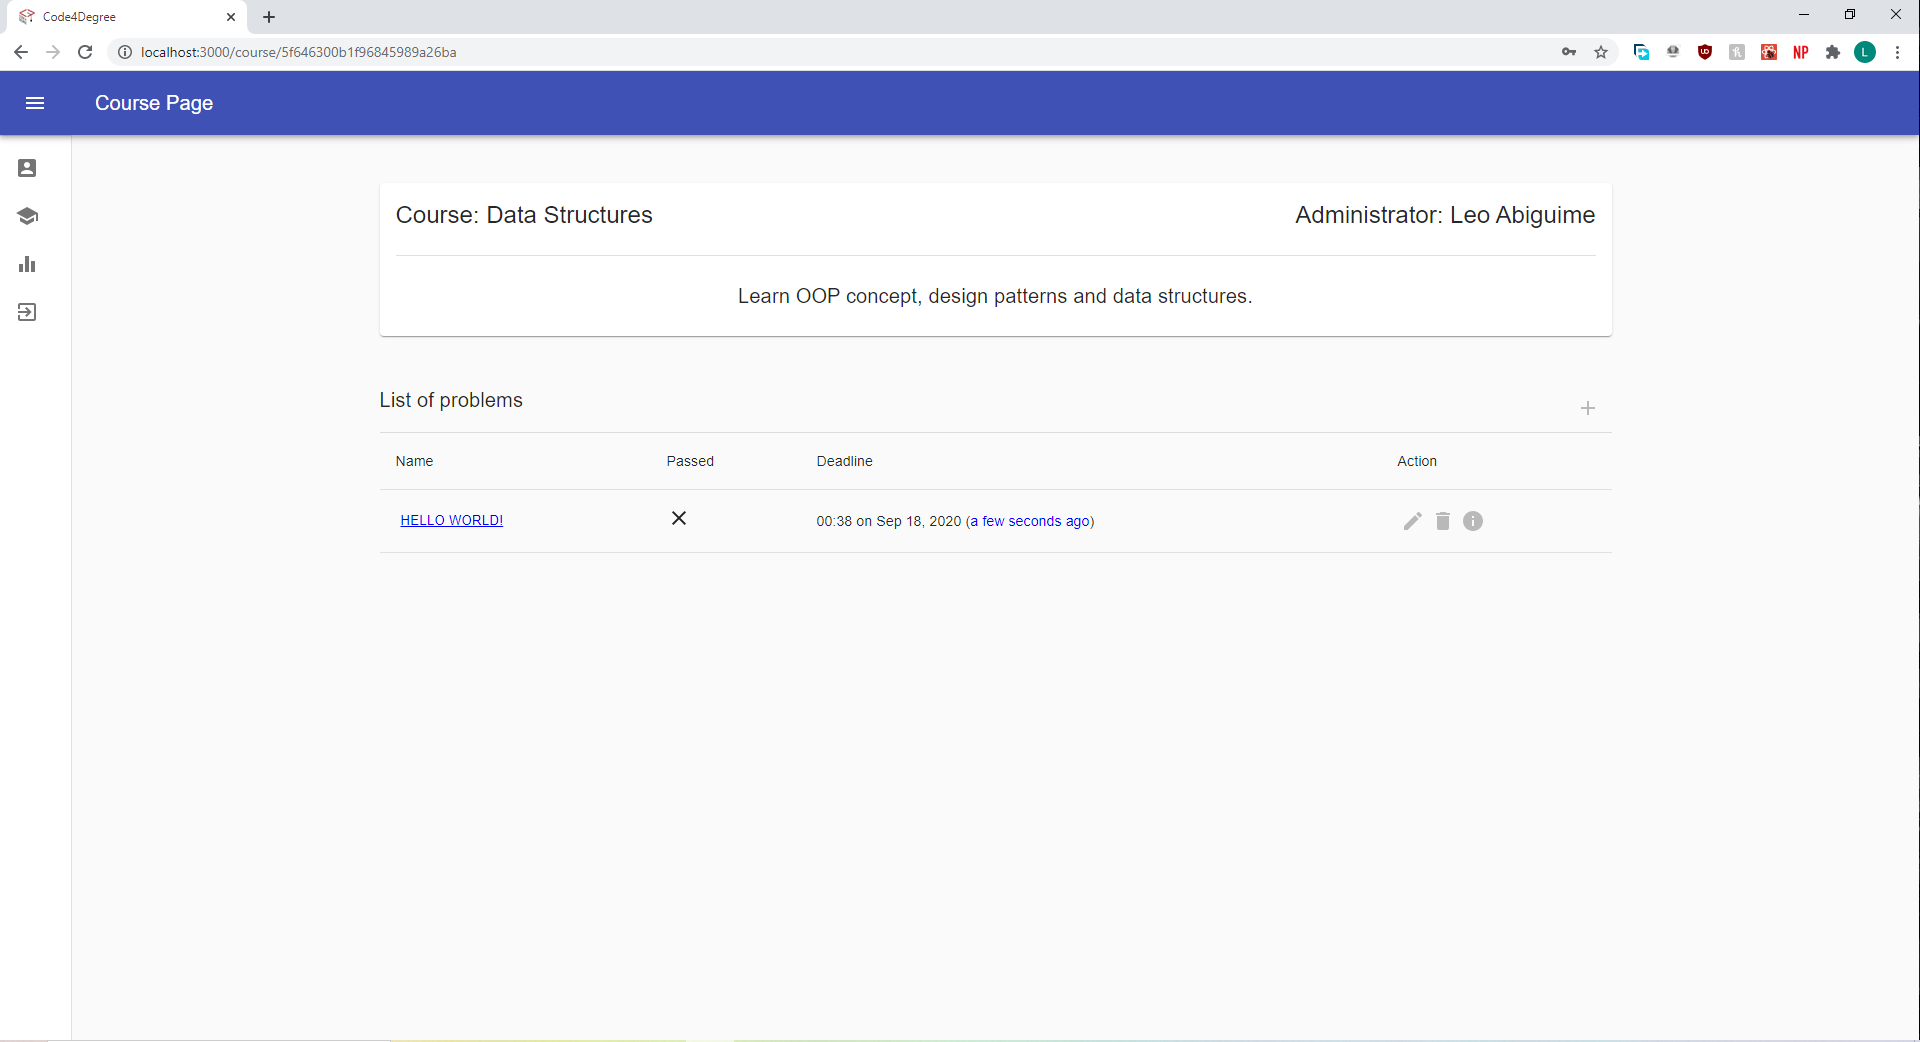 Code4Degree
localhost:3000/course/5f646300b1f96845989a26ba
NP
L
Course Page
Course: Data Structures
Administrator: Leo Abiguime
Learn OOP concept, design patterns and data structures.
List of problems
Name Passed Deadline Action
HELLO WORLD! 00:38 on Sep 18, 2020 (a few seconds ago)